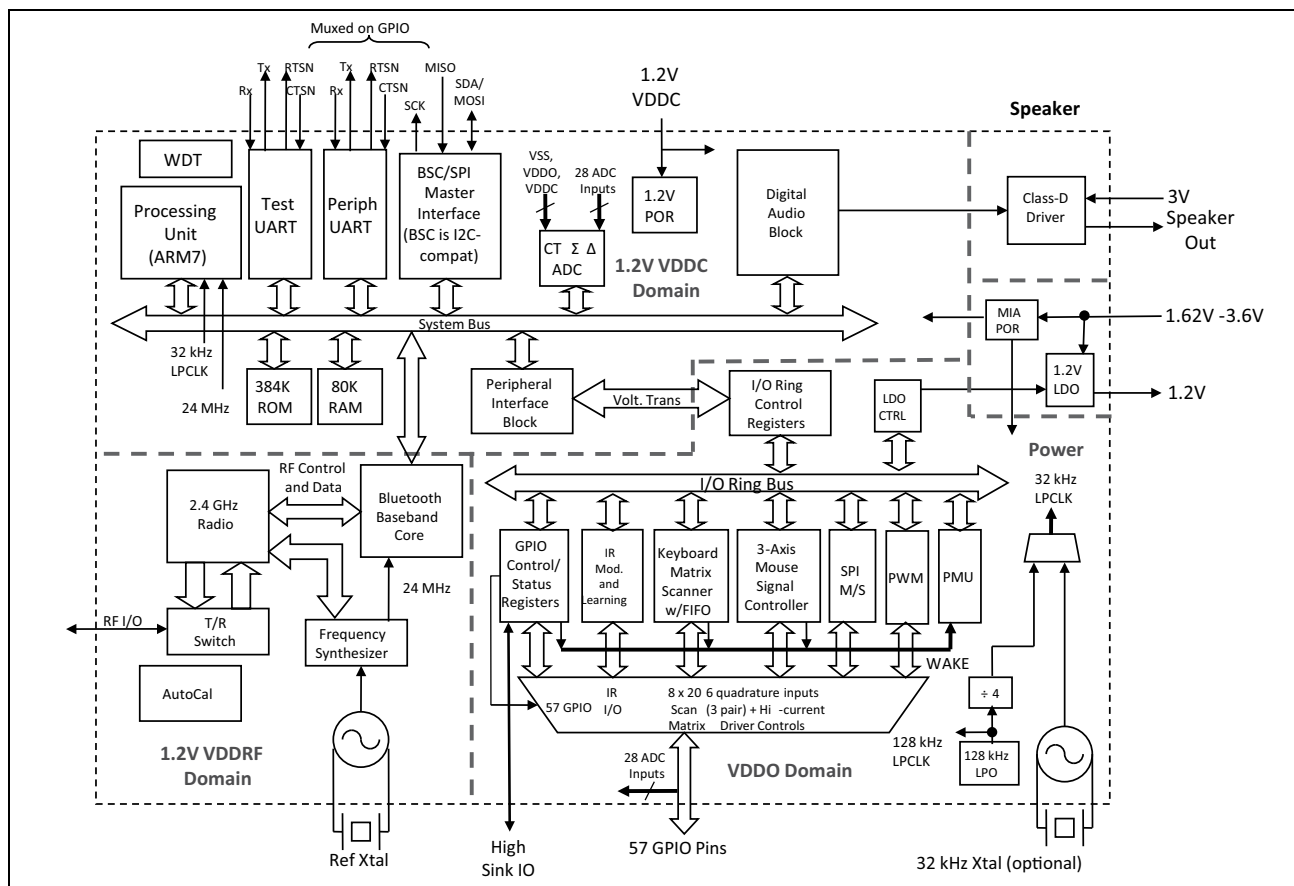 Muxed on GPIO
Tx
RTSN
Tx
RTSN
MISO
Rx
CTSN
Rx
CTSN
SCK
SDA/
MOSI
1.2V
VDDC
Speaker
WDT
Processing
Unit
(ARM7)
Test
UART
Periph
UART
BSC/SPI
Master
Interface
(BSC is I2C-
compat)
VSS,
VDDO,
VDDC
28 ADC
Inputs
CT Σ Δ
ADC
1.2V
POR
1.2V VDDC
Domain
Digital
Audio
Block
Class-D
Driver
3V
Speaker
Out
System Bus
MIA
POR
1.62V -3.6V
1.2V
LDO
1.2V
32 kHz
LPCLK
24 MHz
384K
ROM
80K
RAM
Peripheral
Interface
Block
Volt. Trans
I/O Ring
Control
Registers
LDO
CTRL
Power
RF Control
and Data
2.4 GHz
Radio
Bluetooth
Baseband
Core
I/O Ring Bus
32 kHz
LPCLK
GPIO
Control/
Status
Registers
IR
Mod.
and
Learning
Keyboard
Matrix
Scanner
w/FIFO
3-Axis
Mouse
Signal
Controller
SPI
M/S
PWM
PMU
24 MHz
RF I/O
T/R
Switch
Frequency
Synthesizer
WAKE
AutoCal
57 GPIO
IR
I/O
8 x 20
Scan
Matrix
6 quadrature inputs
(3 pair) + Hi -current
Driver Controls
÷ 4
128 kHz
LPCLK
128 kHz
LPO
1.2V VDDRF
Domain
28 ADC
Inputs
VDDO Domain
Ref Xtal
High
Sink IO
57 GPIO Pins
32 kHz Xtal (optional)